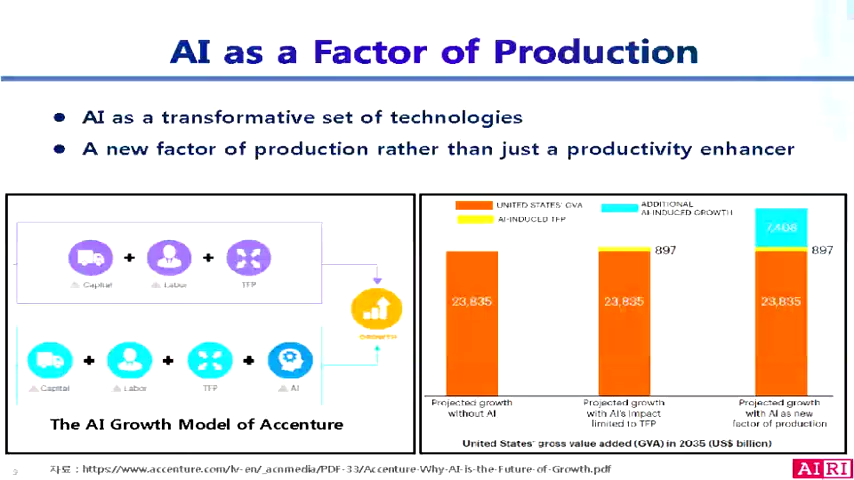 AI as a Factor of Production
● AI as a transformative set of technologies
● A new factor of production rather than just a productivity enhancer
Capital
Labor
TFP
GROWTH
Capital
Labor
TFP
AI
The AI Growth Model of Accenture
UNITED STATES' GVA
AI-INDUCED TFP
ADDITIONAL
AI-INDUCED GROWTH
23,835
897
23,835
7,408
897
23,835
Projected growth
without AI
Projected growth
with AI's impact
limited to TFP
Projected growth
with AI as new
factor of production
United States' gross value added (GVA) in 2035 (US$ billion)
9
자료 : https://www.accenture.com/lv-en/_acnmedia/PDF-33/Accenture-Why-AI-is-the-Future-of-Growth.pdf
AIRI